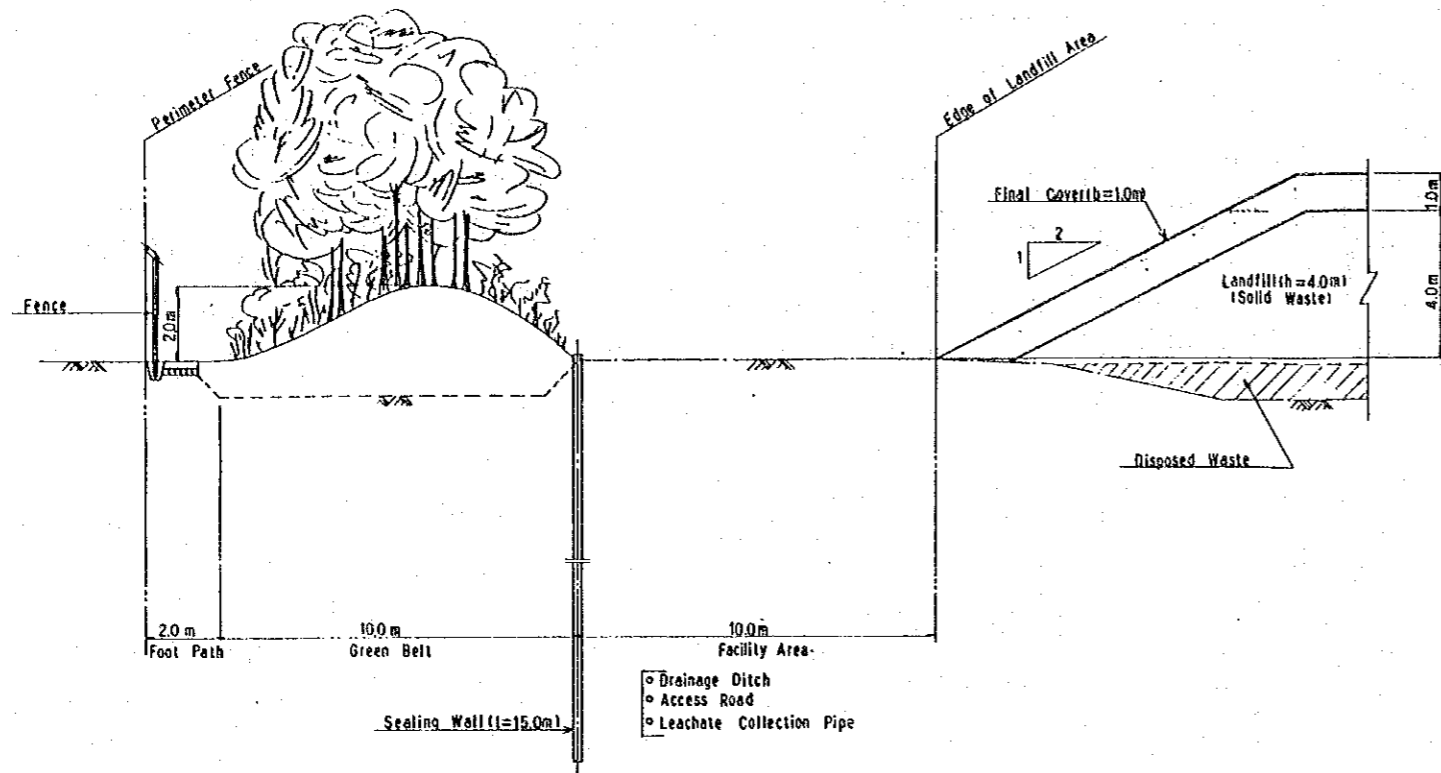 Perimeter Fence
Edge of Landfill Area
Final Cover(h=1.0m)
1.0m
2
1
Landfill(h=4.0m)
(Solid Waste)
4.0m
Fence
2.0m
Disposed Waste
2.0 m
10.0 m
10.0 m
Foot Path
Green Belt
Facility Area
Drainage Ditch
Access Road
Leachate Collection Pipe
Sealing Wall(l=15.0m)